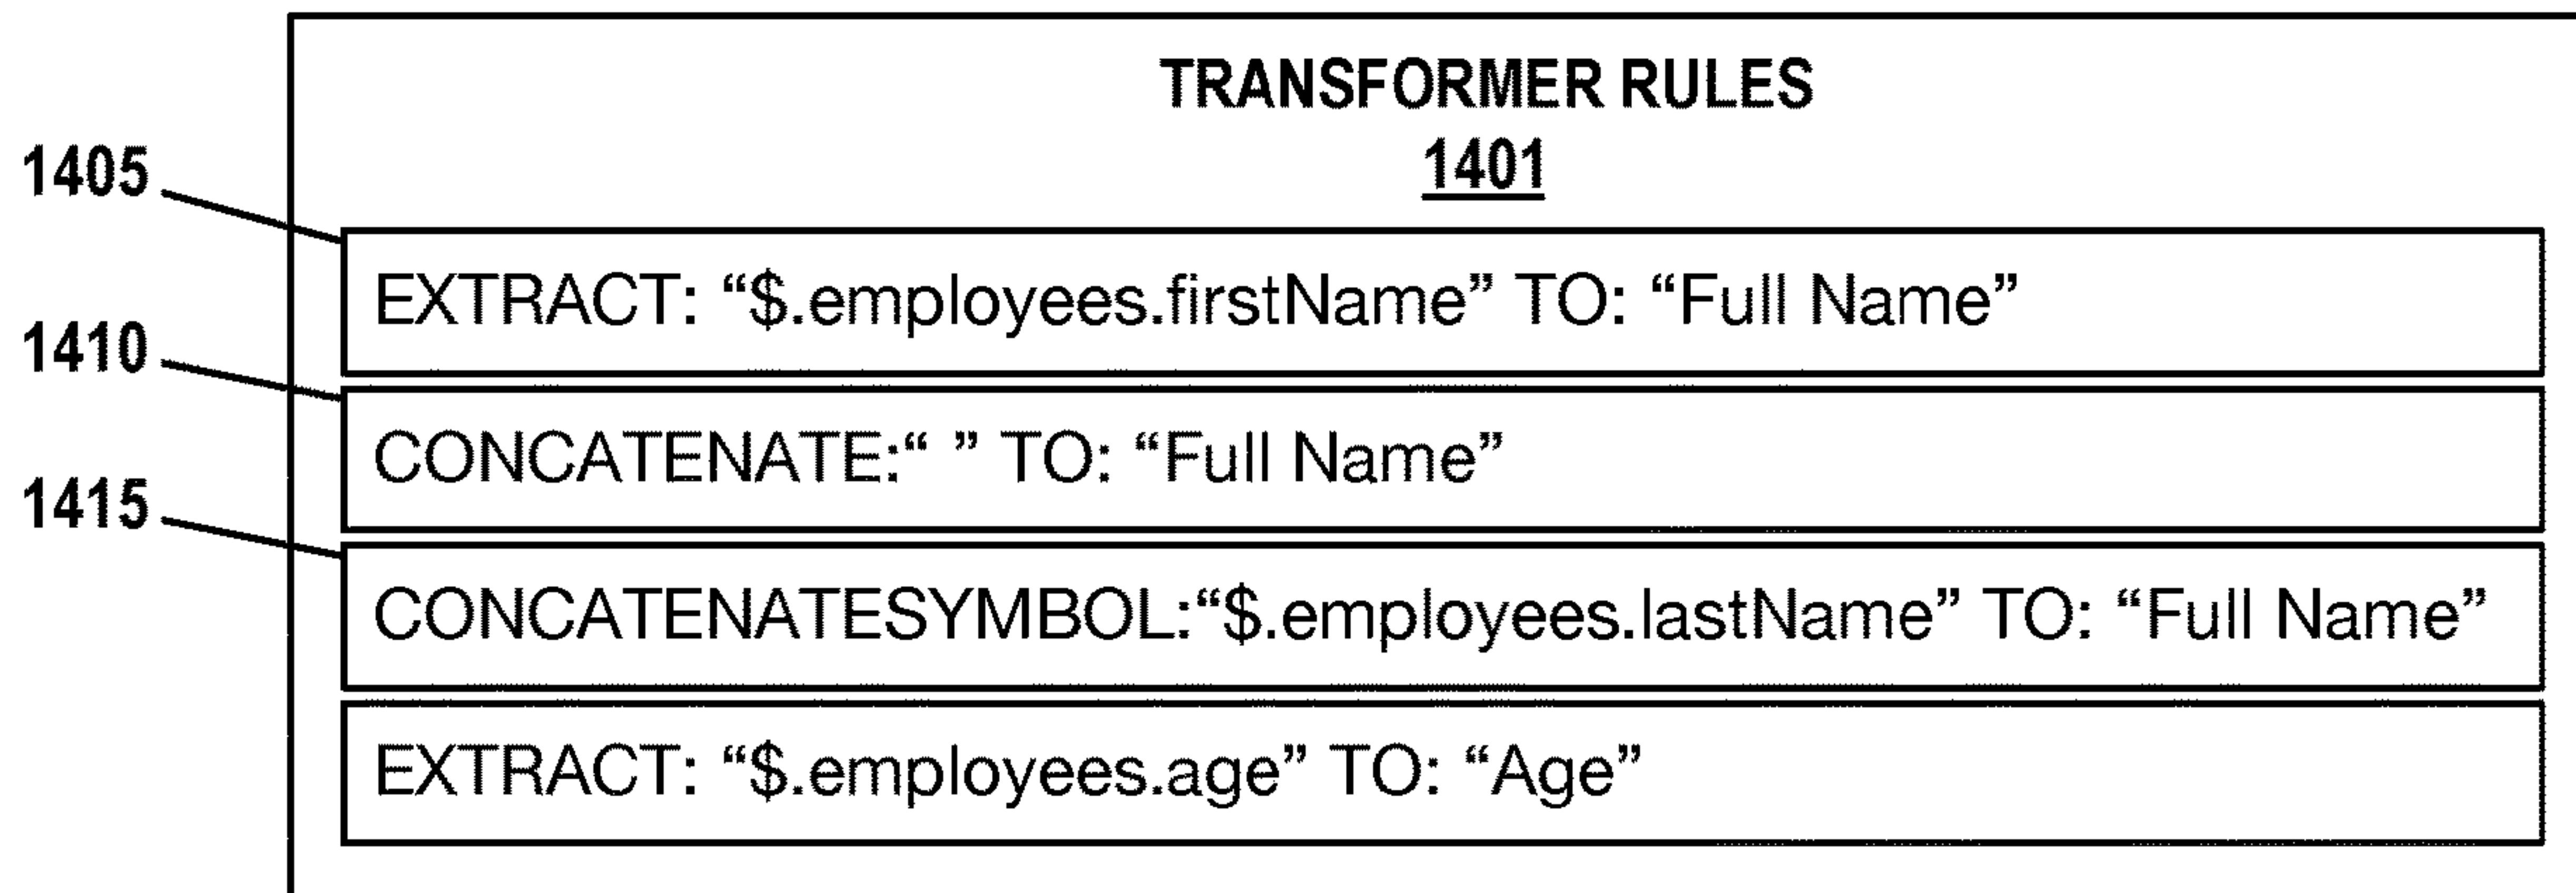 TRANSFORMER RULES
1401
1405
EXTRACT: “$.employees.firstName” TO: “Full Name”
1410
CONCATENATE:“ ” TO: “Full Name”
1415
CONCATENATESYMBOL:“$.employees.lastName” TO: “Full Name”
EXTRACT: “$.employees.age” TO: “Age”